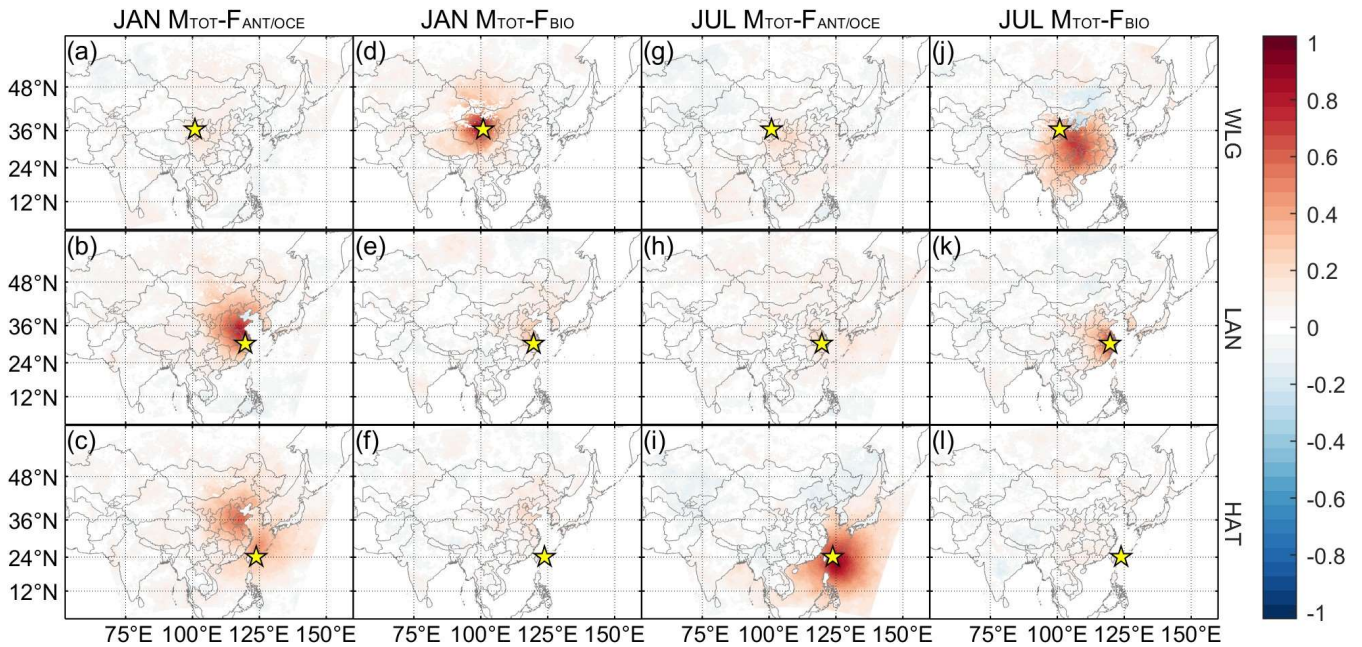 JAN MTOT-FANT/OCE JAN MTOT-FBIO JUL MTOT-FANT/OCE JUL MTOT-FBIO
(a) (d) (g) (j)
48°N
36°N
24°N
12°N
WLG
(b) (e) (h) (k)
48°N
36°N
24°N
12°N
LAN
(c) (f) (i) (l)
48°N
36°N
24°N
12°N
HAT
75°E 100°E 125°E 150°E 75°E 100°E 125°E 150°E 75°E 100°E 125°E 150°E 75°E 100°E 125°E 150°E
1
0.8
0.6
0.4
0.2
0
-0.2
-0.4
-0.6
-0.8
-1